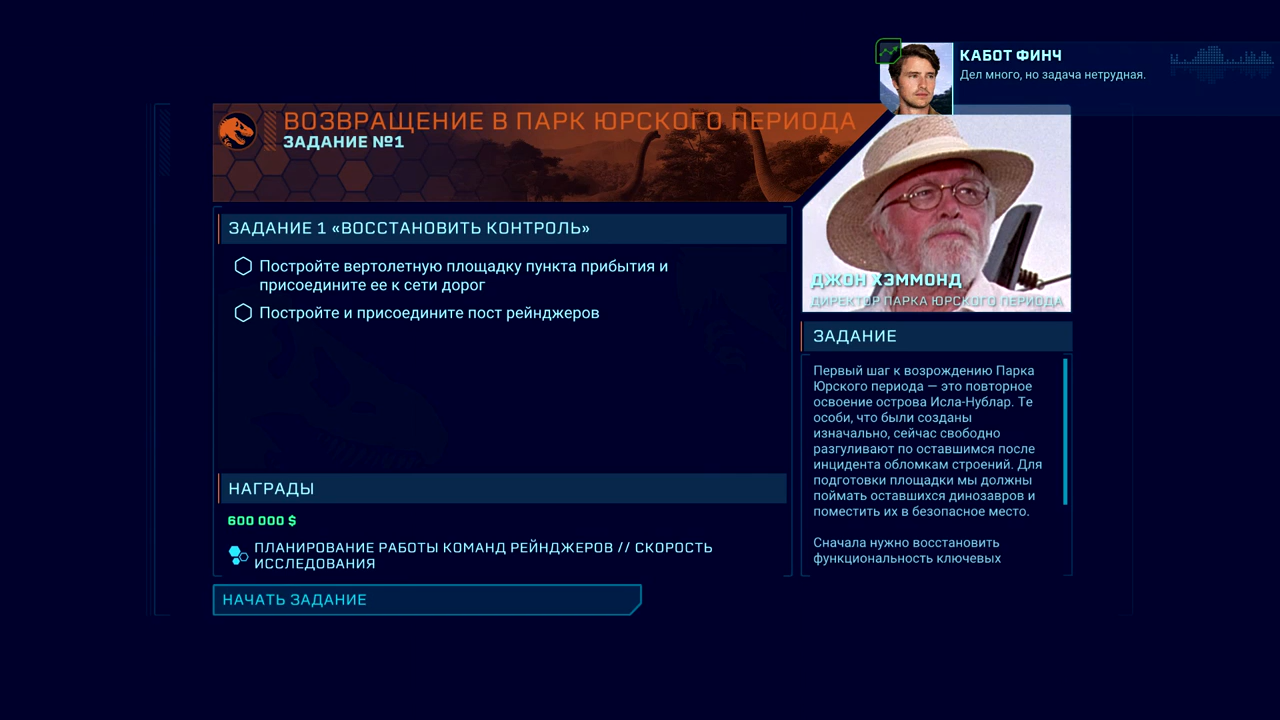 КАБОТ ФИНЧ
Дел много, но задача нетрудная.
ВОЗВРАЩЕНИЕ В ПАРК ЮРСКОГО ПЕРИОДА
ЗАДАНИЕ №1
ЗАДАНИЕ 1 «ВОССТАНОВИТЬ КОНТРОЛЬ»
Постройте вертолетную площадку пункта прибытия и
присоедините ее к сети дорог
Постройте и присоедините пост рейнджеров
НАГРАДЫ
600 000 $
ПЛАНИРОВАНИЕ РАБОТЫ КОМАНД РЕЙНДЖЕРОВ // СКОРОСТЬ
ИССЛЕДОВАНИЯ
НАЧАТЬ ЗАДАНИЕ
ДЖОН ХЭММОНД
ДИРЕКТОР ПАРКА ЮРСКОГО ПЕРИОДА
ЗАДАНИЕ
Первый шаг к возрождению Парка
Юрского периода — это повторное
освоение острова Исла-Нублар. Те
особи, что были созданы
изначально, сейчас свободно
разгуливают по оставшимся после
инцидента обломкам строений. Для
подготовки площадки мы должны
поймать оставшихся динозавров и
поместить их в безопасное место.
Сначала нужно восстановить
функциональность ключевых